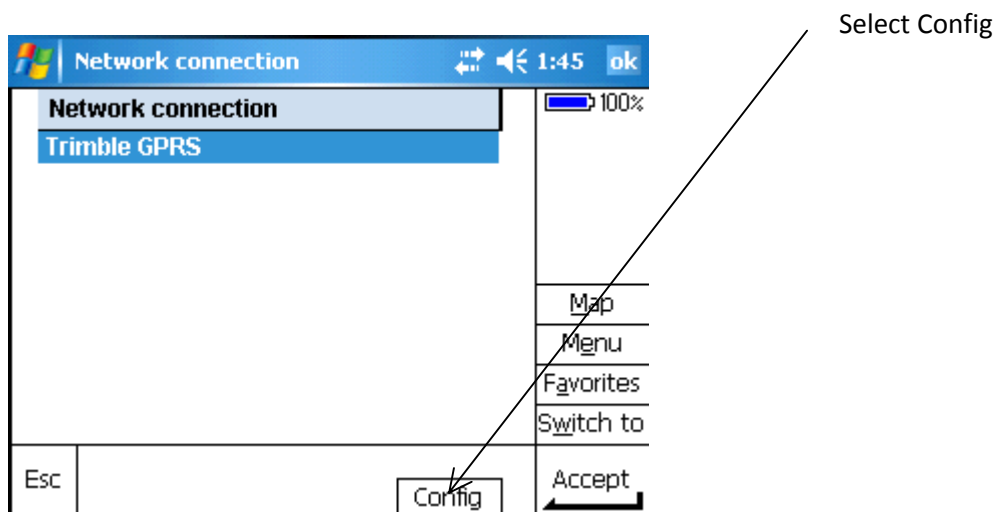 Select Config
Network connection 1:45 ok
Network connection
100%
Trimble GPRS
Map
Menu
Favorites
Switch to
Esc
Config
Accept